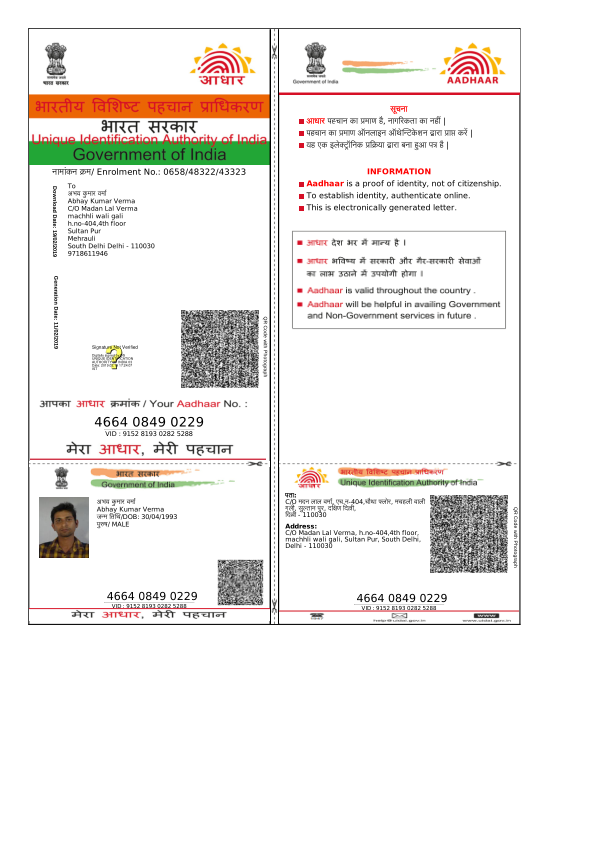 भारत सरकार
आधार
भारतीय विशिष्ट पहचान प्राधिकरण
भारत सरकार
Unique Identification Authority of India
Government of India
नामांकन क्रम/ Enrolment No.: 0658/48322/43323
Download Date: 19/02/2019
Generation Date: 11/02/2019
To
अभय कुमार वर्मा
Abhay Kumar Verma
C/O Madan Lal Verma
machhli wali gali
h.no-404,4th floor
Sultan Pur
Mehrauli
South Delhi Delhi - 110030
9718611946
Signature Not Verified
QR Code with Photograph
आपका आधार क्रमांक / Your Aadhaar No. :
4664 0849 0229
VID : 9152 8193 0282 5288
मेरा आधार, मेरी पहचान
Government of India
AADHAAR
सूचना
आधार पहचान का प्रमाण है, नागरिकता का नहीं |
पहचान का प्रमाण ऑनलाइन ऑथेन्टिकेशन द्वारा प्राप्त करें |
यह एक इलेक्ट्रॉनिक प्रक्रिया द्वारा बना हुआ पत्र है |
INFORMATION
Aadhaar is a proof of identity, not of citizenship.
To establish identity, authenticate online.
This is electronically generated letter.
आधार देश भर में मान्य है ।
आधार भविष्य में सरकारी और गैर-सरकारी सेवाओं
का लाभ उठाने में उपयोगी होगा ।
Aadhaar is valid throughout the country .
Aadhaar will be helpful in availing Government
and Non-Government services in future .
भारत सरकार
Government of India
अभय कुमार वर्मा
Abhay Kumar Verma
जन्म तिथि/DOB: 30/04/1993
पुरुष/ MALE
4664 0849 0229
VID : 9152 8193 0282 5288
मेरा आधार, मेरी पहचान
आधार
भारतीय विशिष्ट पहचान प्राधिकरण
Unique Identification Authority of India
पता:
C/O मदन लाल वर्मा, एच.न-404,चौथा फ्लोर, मचहली वाली
गली, सुल्तान पुर, दक्षिण दिल्ली,
दिल्ली - 110030
Address:
C/O Madan Lal Verma, h.no-404,4th floor,
machhli wali gali, Sultan Pur, South Delhi,
Delhi - 110030
QR Code with Photograph
4664 0849 0229
VID : 9152 8193 0282 5288
help@uidai.gov.in
www.uidai.gov.in